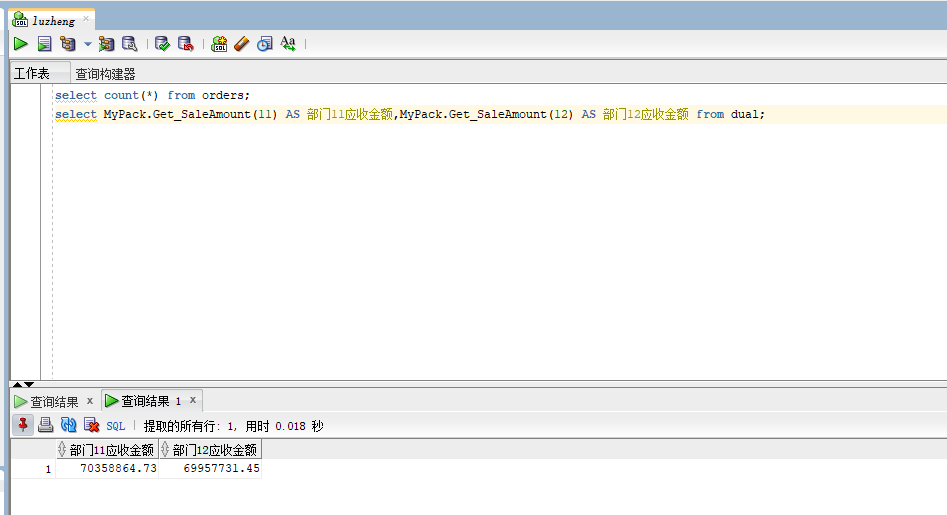 luzheng
工作表 查询构建器
select count(*) from orders;
select MyPack.Get_SaleAmount(11) AS 部门11应收金额,MyPack.Get_SaleAmount(12) AS 部门12应收金额 from dual;
查询结果 x 查询结果 1 x
SQL 提取的所有行: 1, 用时 0.018 秒
部门11应收金额 部门12应收金额
1 70358864.73 69957731.45